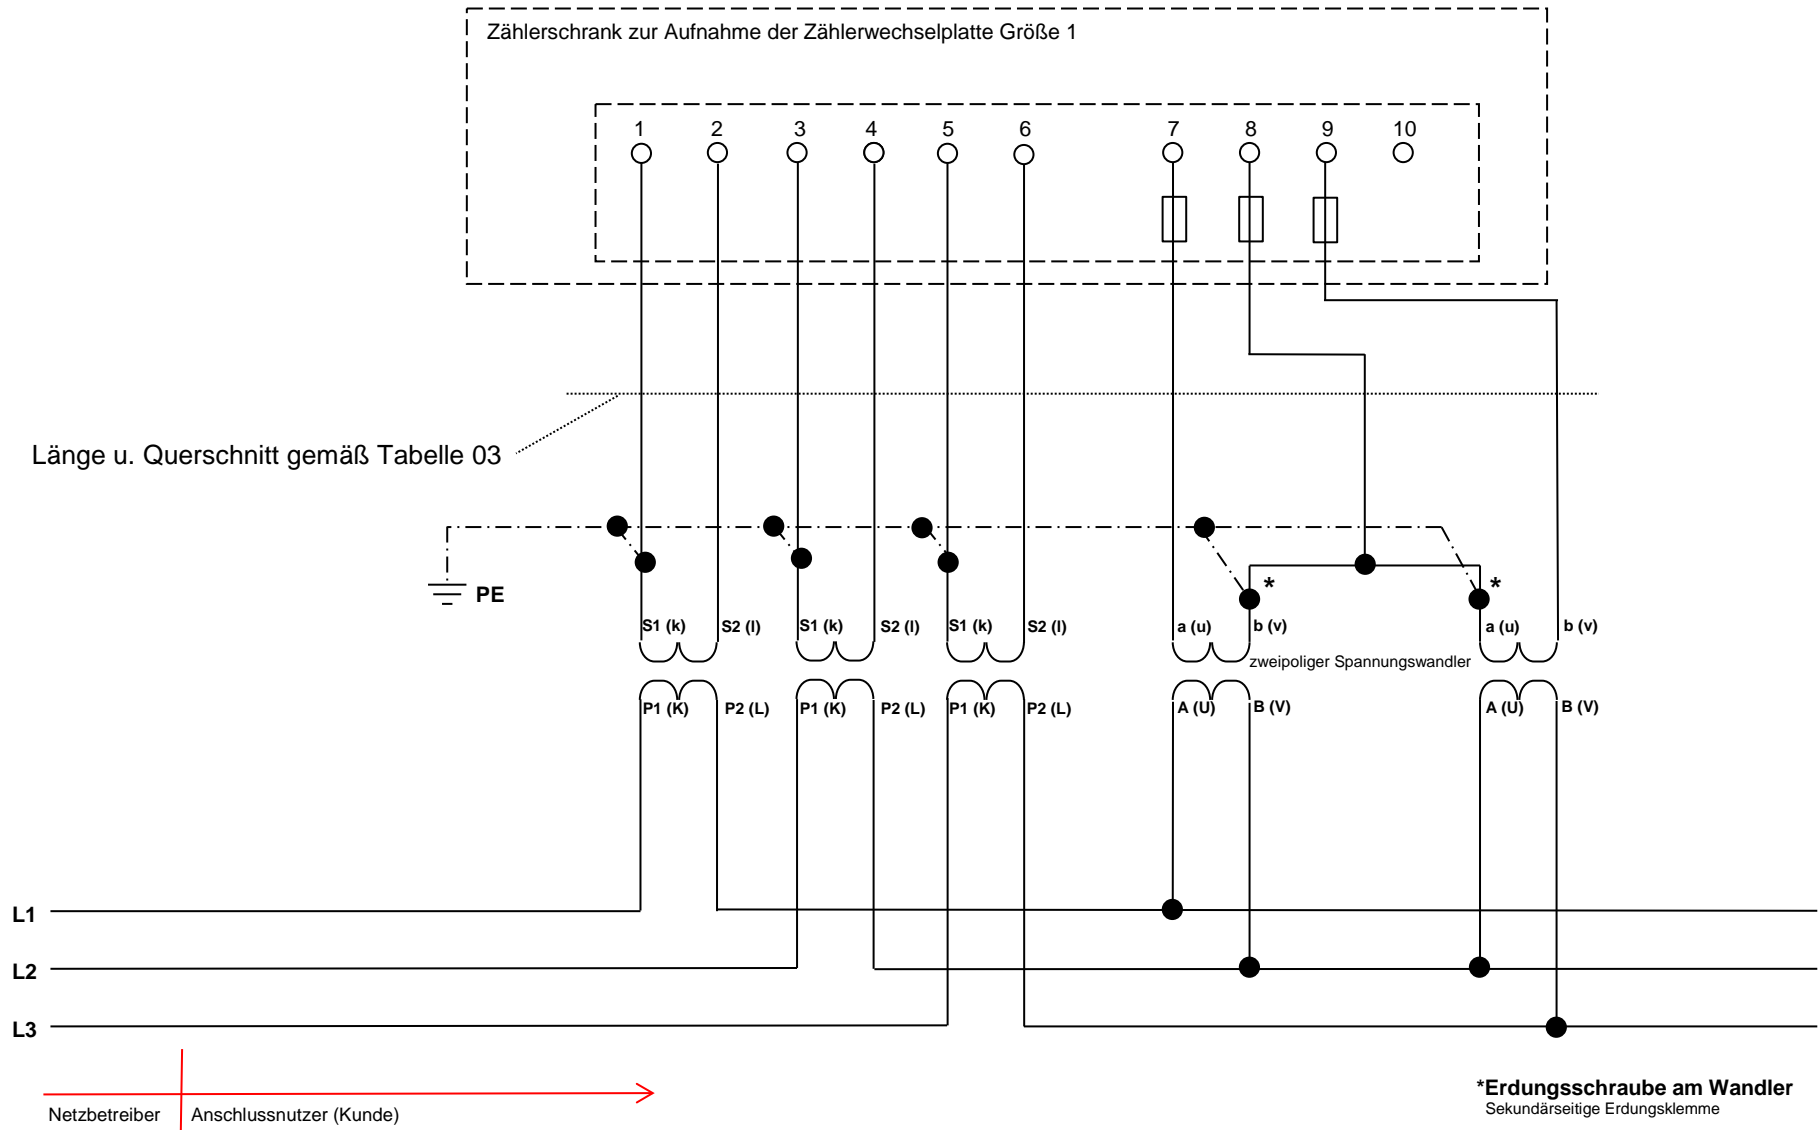 Zählerschrank zur Aufnahme der Zählerwechselplatte Größe 1
1 2 3 4 5 6 7 8 9 10
Länge u. Querschnitt gemäß Tabelle 03
PE
* *
S1 (k) S2 (l) S1 (k) S2 (l) S1 (k) S2 (l) a (u) b (v) a (u) b (v)
zweipoliger Spannungswandler
P1 (K) P2 (L) P1 (K) P2 (L) P1 (K) P2 (L) A (U) B (V) A (U) B (V)
L1
L2
L3
Netzbetreiber Anschlussnutzer (Kunde)
*Erdungsschraube am Wandler
Sekundärseitige Erdungsklemme